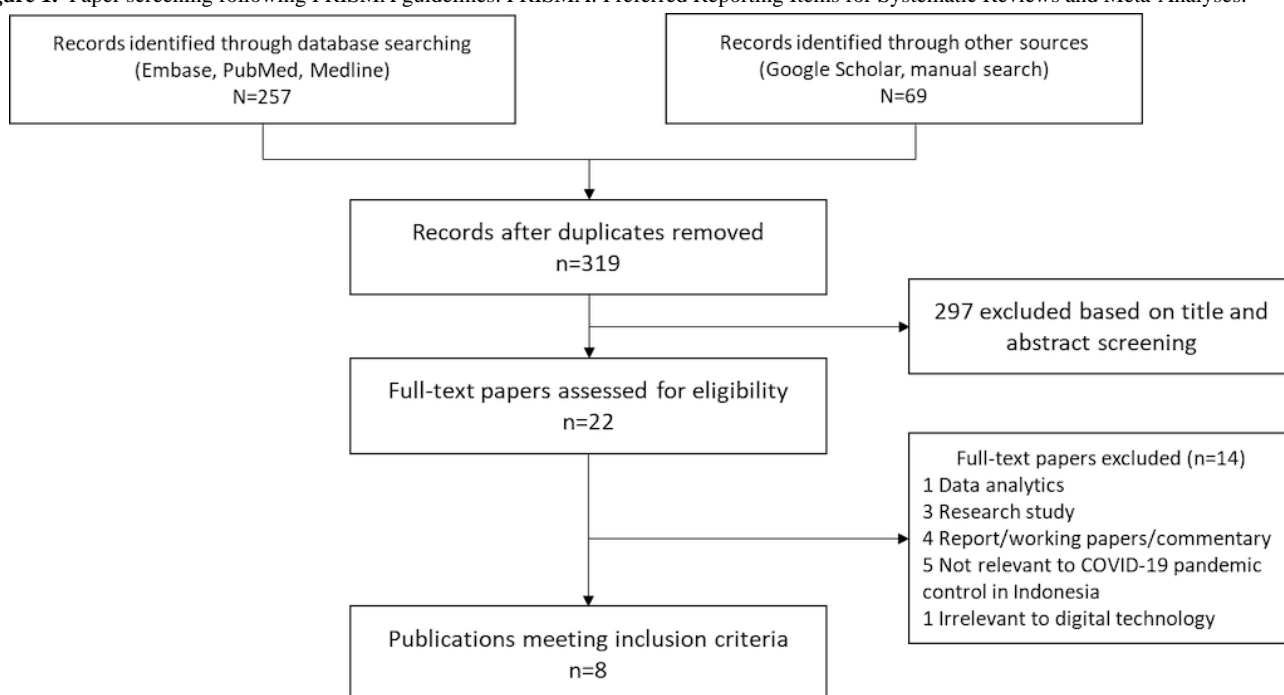 gure 1. Paper screening following PRISMA guidelines. PRISMA: Preferred Reporting Items for Systematic Reviews and Meta-Analyses.
Records identified through database searching
(Embase, PubMed, Medline)
N=257
Records identified through other sources
(Google Scholar, manual search)
N=69
Records after duplicates removed
n=319
297 excluded based on title and
abstract screening
Full-text papers assessed for eligibility
n=22
Full-text papers excluded (n=14)
1 Data analytics
3 Research study
4 Report/working papers/commentary
5 Not relevant to COVID-19 pandemic
control in Indonesia
1 Irrelevant to digital technology
Publications meeting inclusion criteria
n=8